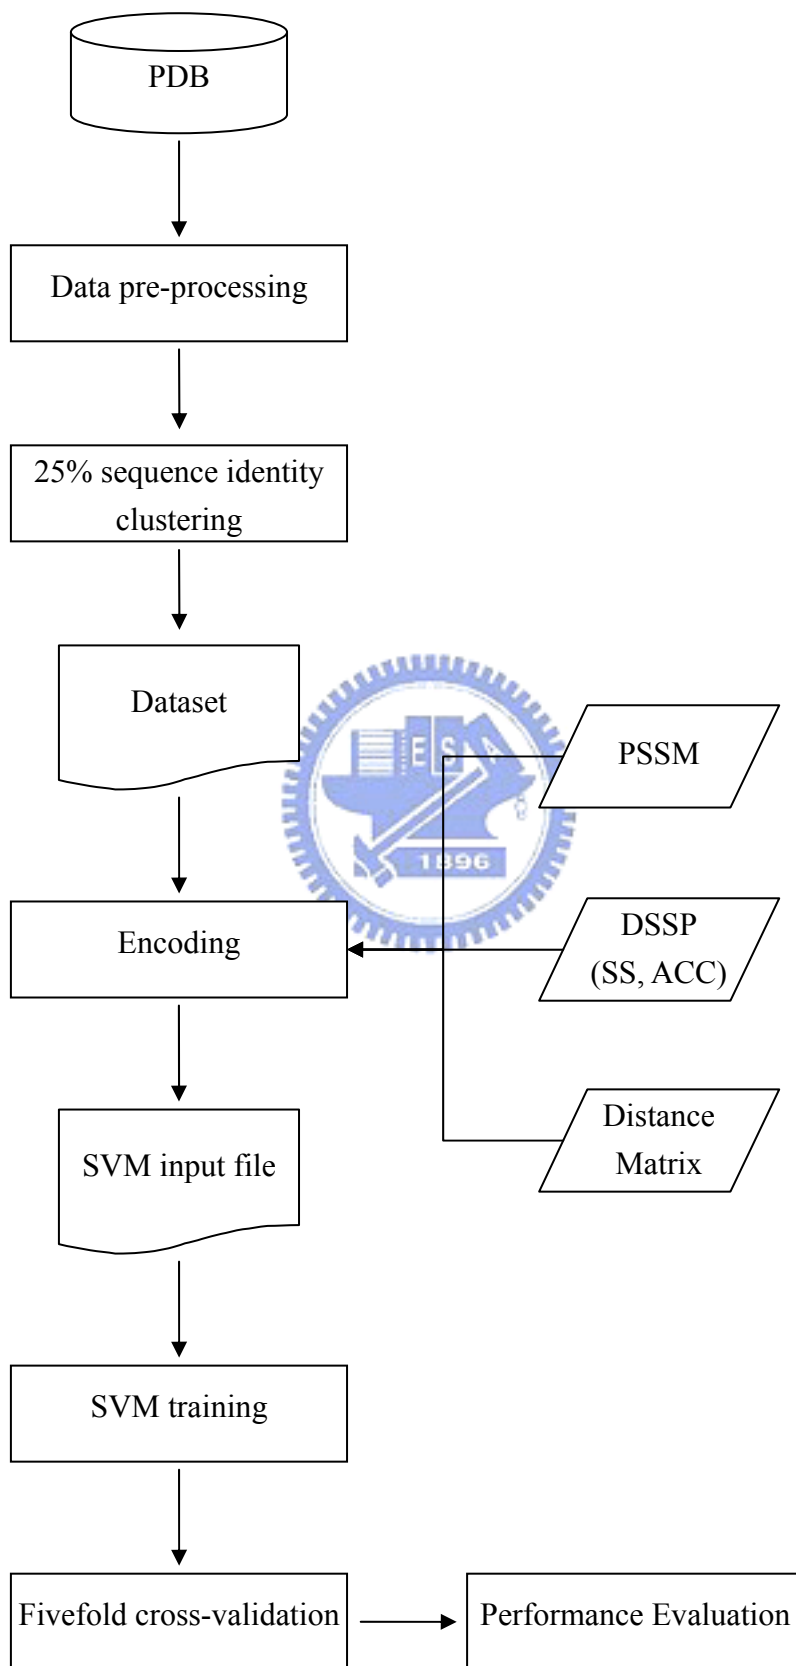 PDB
Data pre-processing
25% sequence identity
clustering
Dataset
E S A
1896
PSSM
Encoding
DSSP
(SS, ACC)
SVM input file
Distance
Matrix
SVM training
Fivefold cross-validation
Performance Evaluation